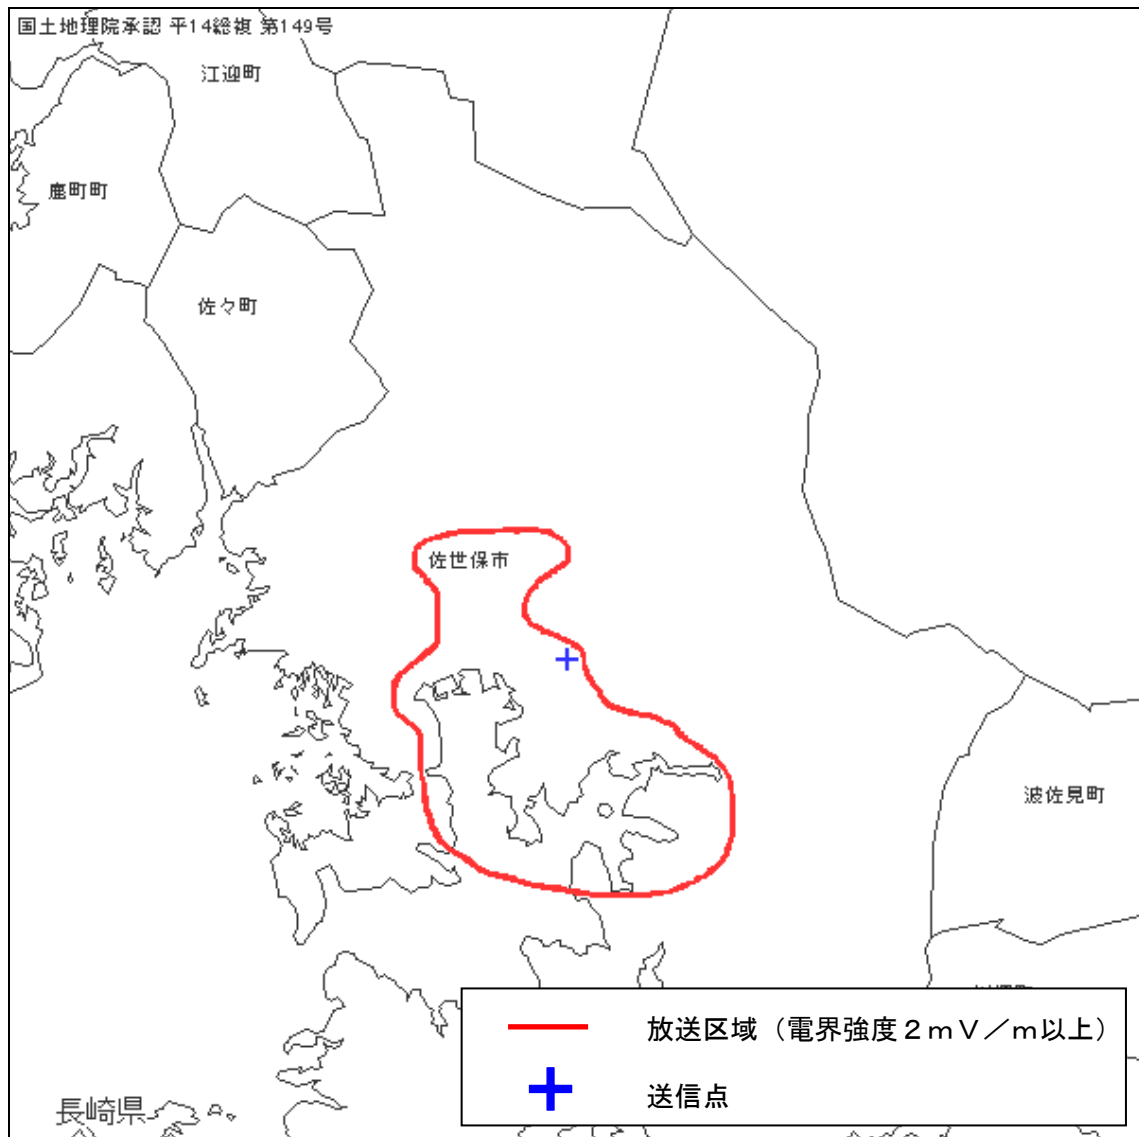 国土地理院承認 平14総複 第149号
江迎町
鹿町町
佐々町
佐世保市
波佐見町
放送区域（電界強度２ｍＶ／ｍ以上）
送信点
長崎県